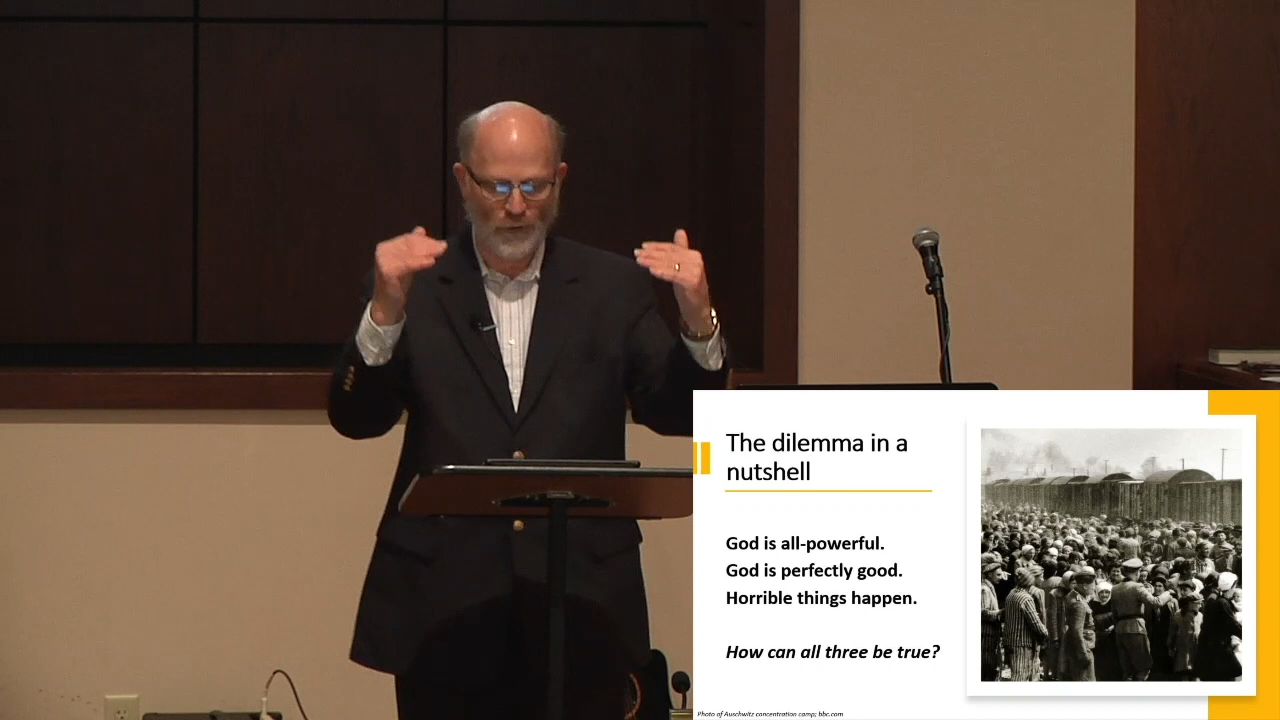 The dilemma in a
nutshell
God is all-powerful.
God is perfectly good.
Horrible things happen.
How can all three be true?
Photo of Auschwitz concentration camp; bbc.com